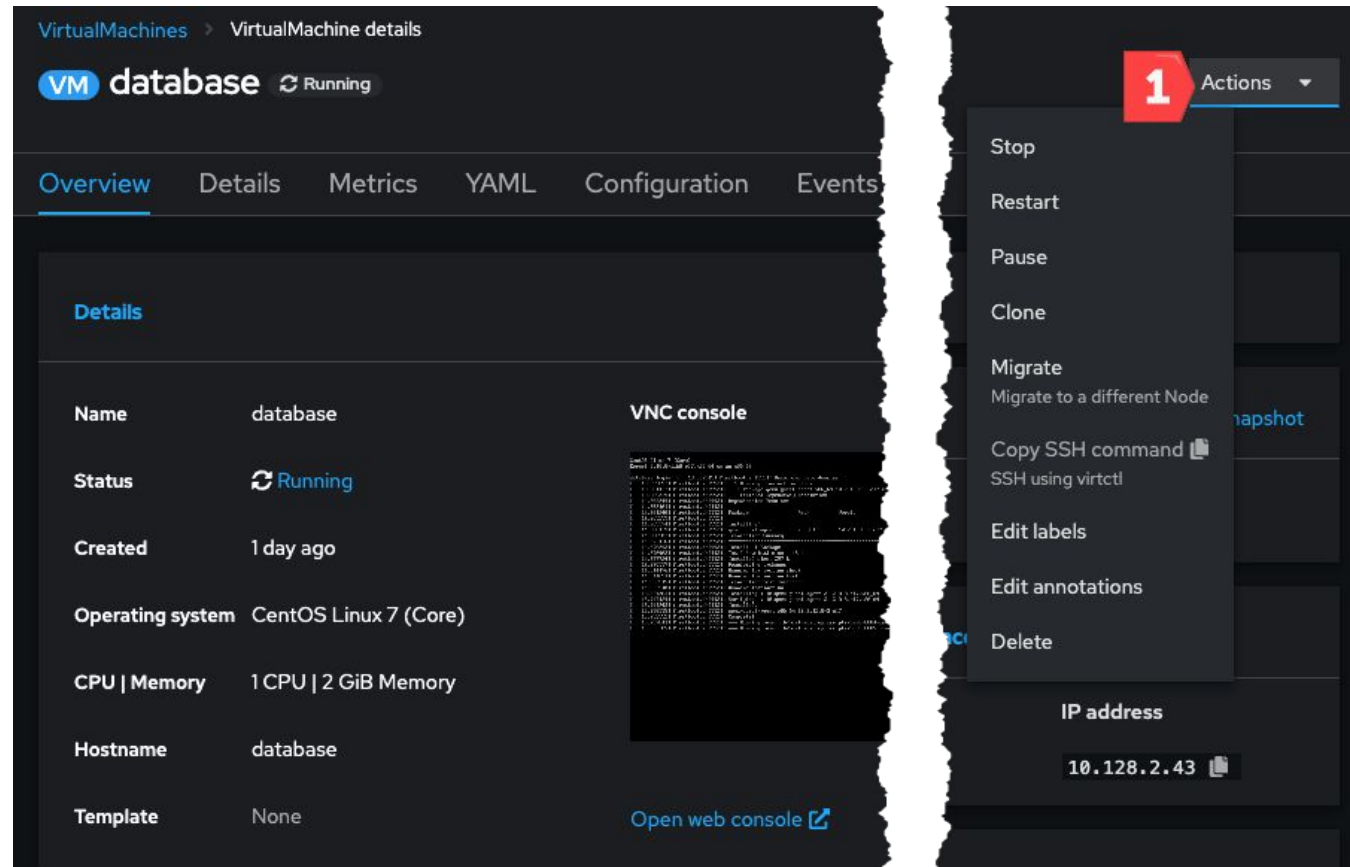 VirtualMachines > VirtualMachine details
VM database Running
1 Actions
Overview Details Metrics YAML Configuration Events
Details
Name database
Status Running
Created 1 day ago
Operating system CentOS Linux 7 (Core)
CPU | Memory 1 CPU | 2 GiB Memory
Hostname database
Template None
VNC console
Open web console
Stop
Restart
Pause
Clone
Migrate
Migrate to a different Node
Copy SSH command
SSH using virtctl
Edit labels
Edit annotations
Delete
napshot
IP address
10.128.2.43